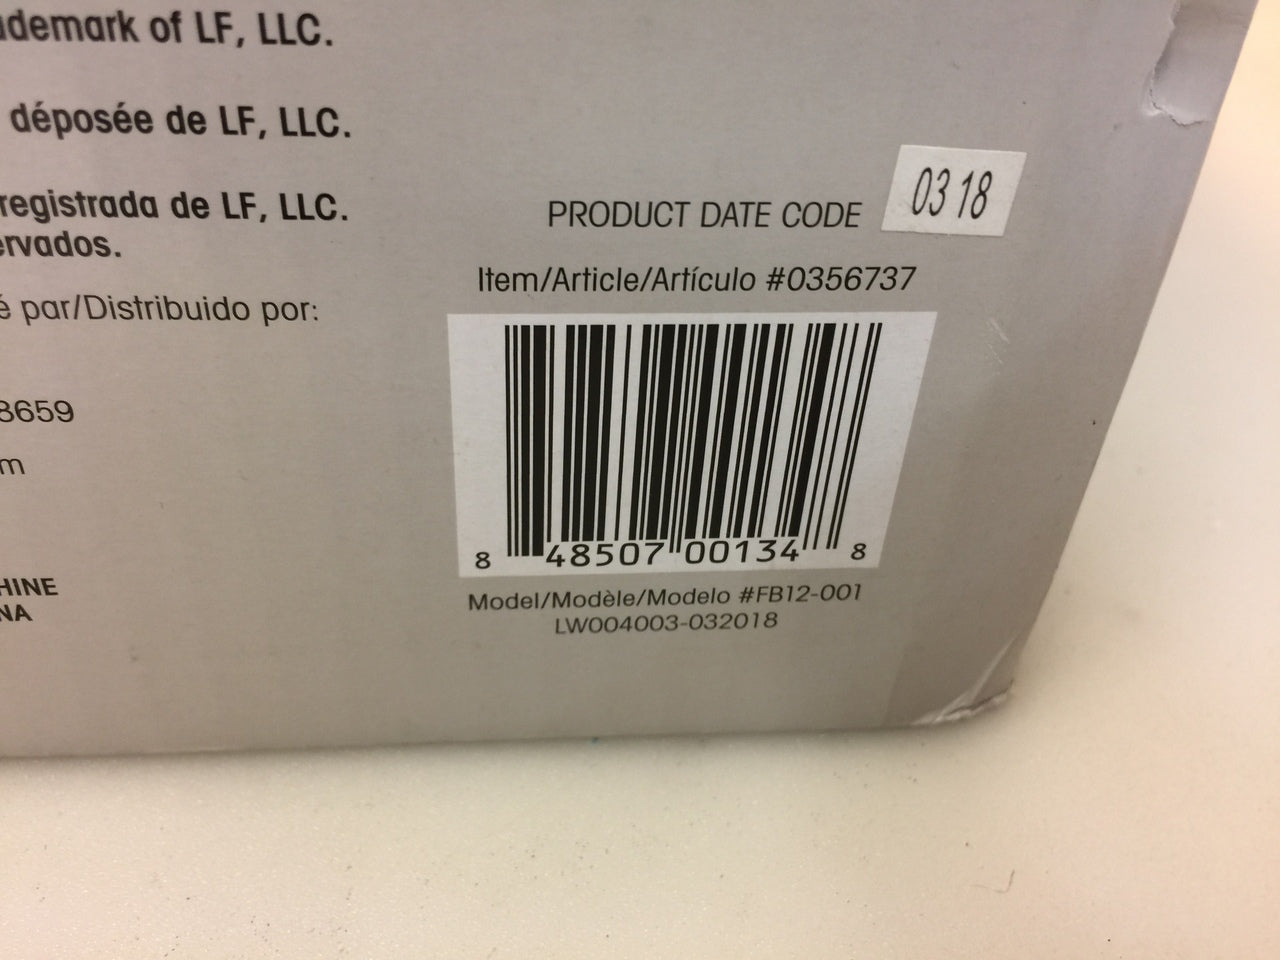 ademark of LF, LLC.
déposée de LF, LLC.
registrada de LF, LLC.
ervados.
é par/Distribuido por:
8659
m
HINE
NA
PRODUCT DATE CODE 03 18
Item/Article/Artículo #0356737
8 48507 00134 8
Model/Modèle/Modelo #FB12-001
LW004003-032018